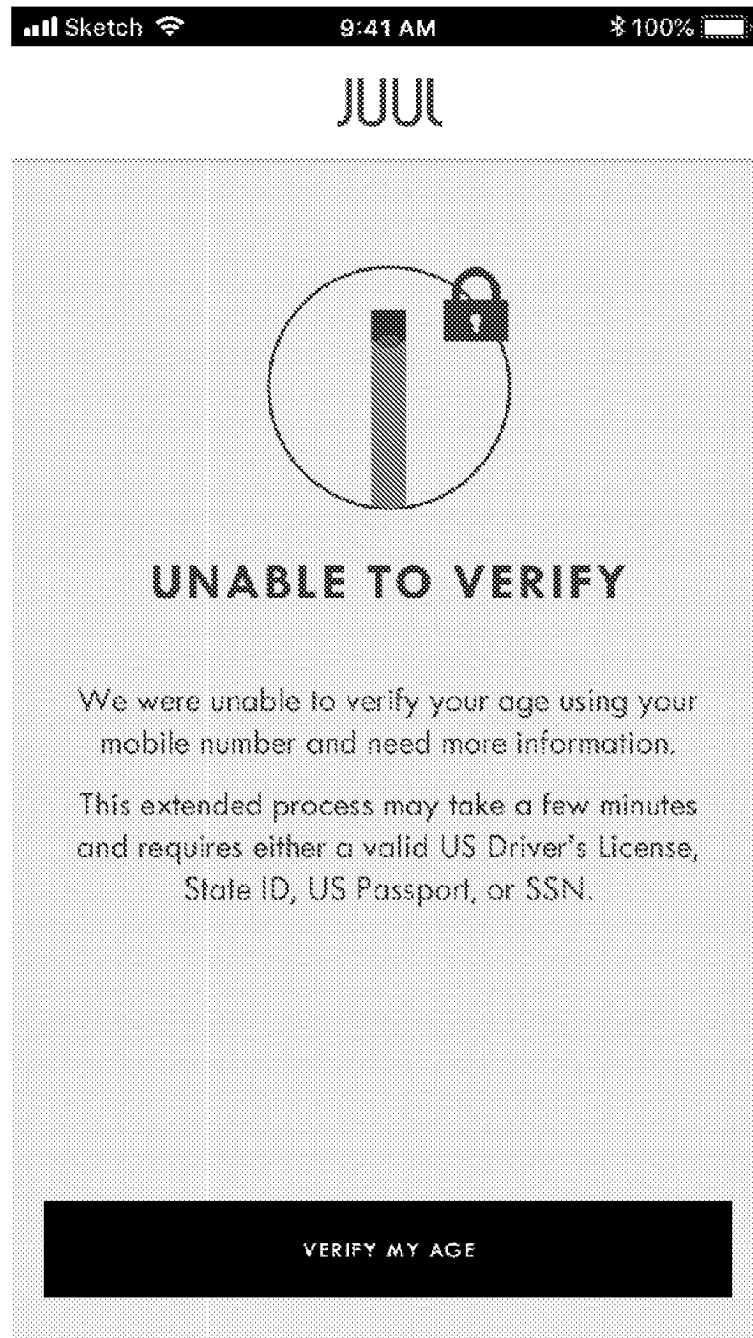 Sketch 9:41 AM 100%
JUUL
UNABLE TO VERIFY
We were unable to verify your age using your
mobile number and need more information.
This extended process may take a few minutes
and requires either a valid US Driver's License,
State ID, US Passport, or SSN.
VERIFY MY AGE